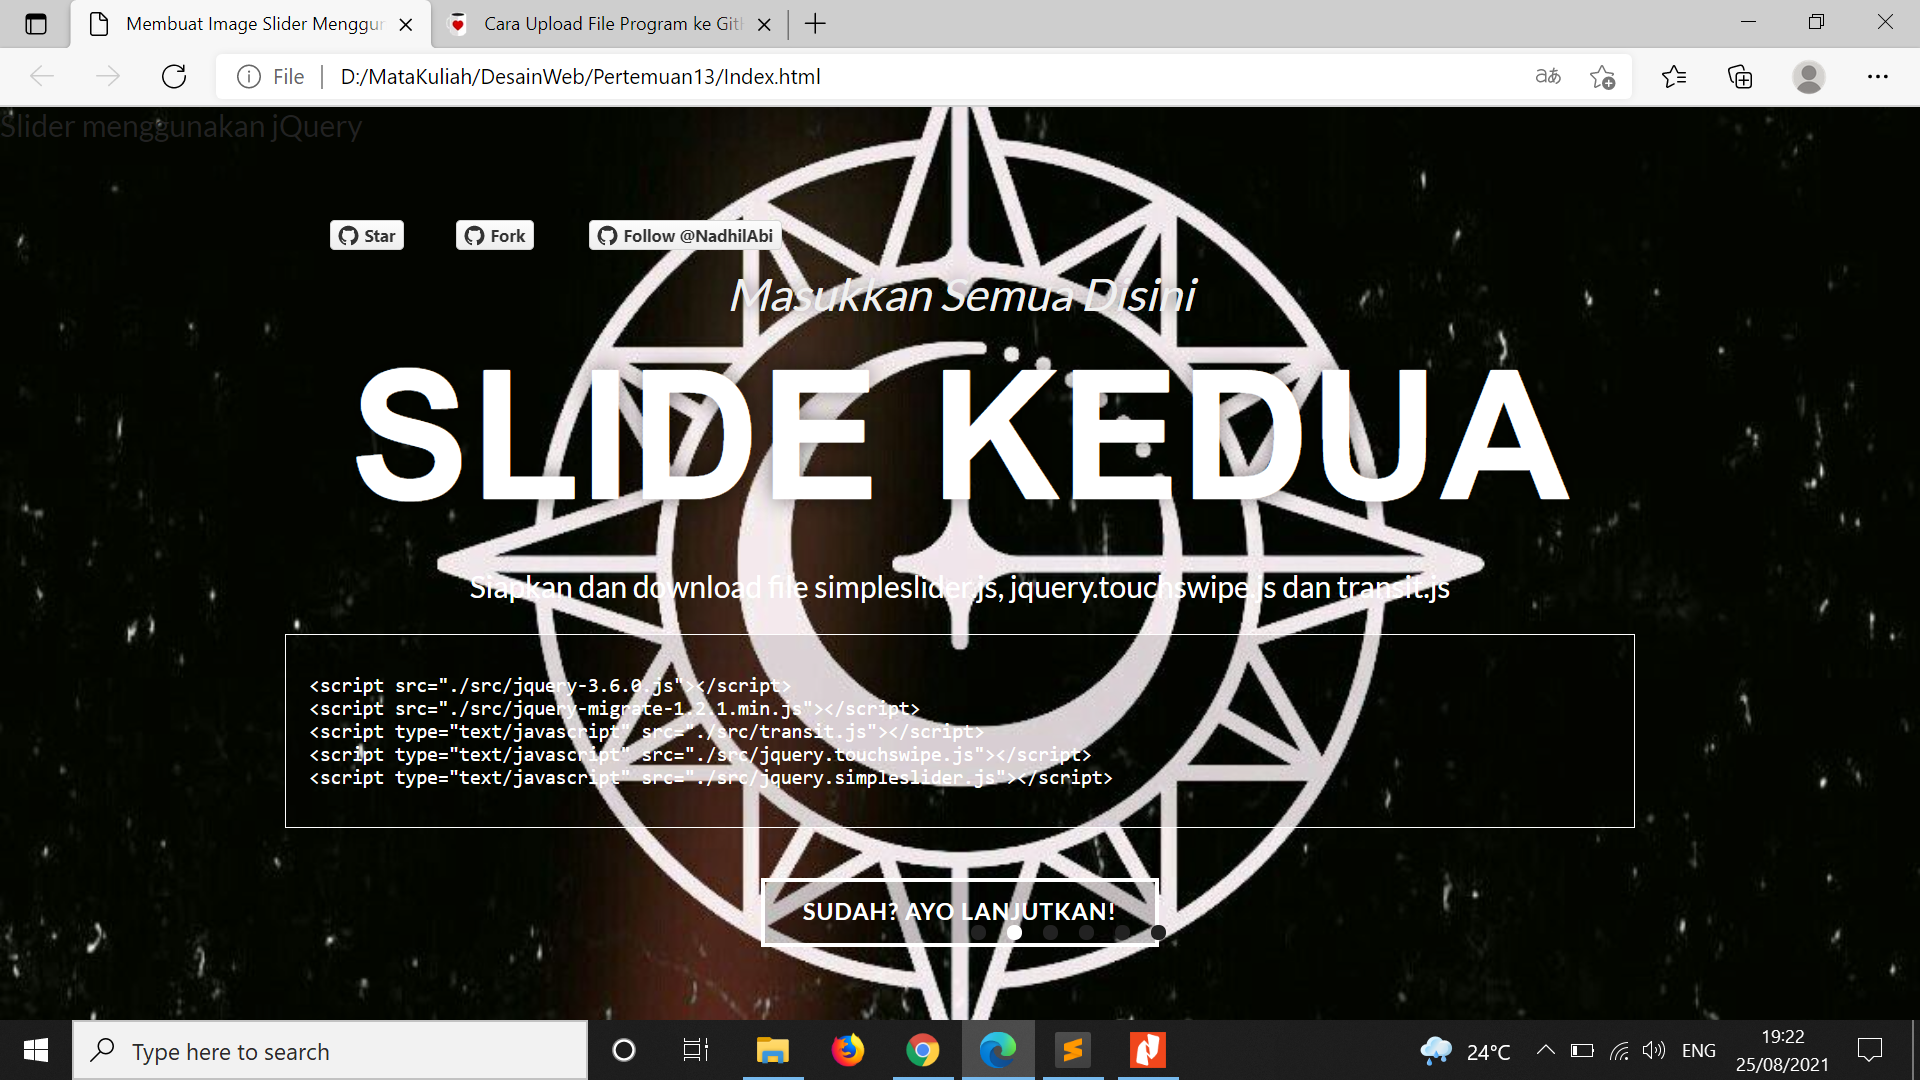 Membuat Image Slider Menggun
Cara Upload File Program ke Git
File
D:/MataKuliah/DesainWeb/Pertemuan13/Index.html
aあ
Slider menggunakan jQuery
Star
Fork
Follow @NadhilAbi
Masukkan Semua Disini
SLIDE KEDUA
Siapkan dan download file simpleslider.js, jquery.touchswipe.js dan transit.js
<script src="./src/jquery-3.6.0.js"></script>
<script src="./src/jquery-migrate-1.2.1.min.js"></script>
<script type="text/javascript" src="./src/transit.js"></script>
<script type="text/javascript" src="./src/jquery.touchswipe.js"></script>
<script type="text/javascript" src="./src/jquery.simpleslider.js"></script>
SUDAH? AYO LANJUTKAN!
Type here to search
24°C
ENG
19:22
25/08/2021